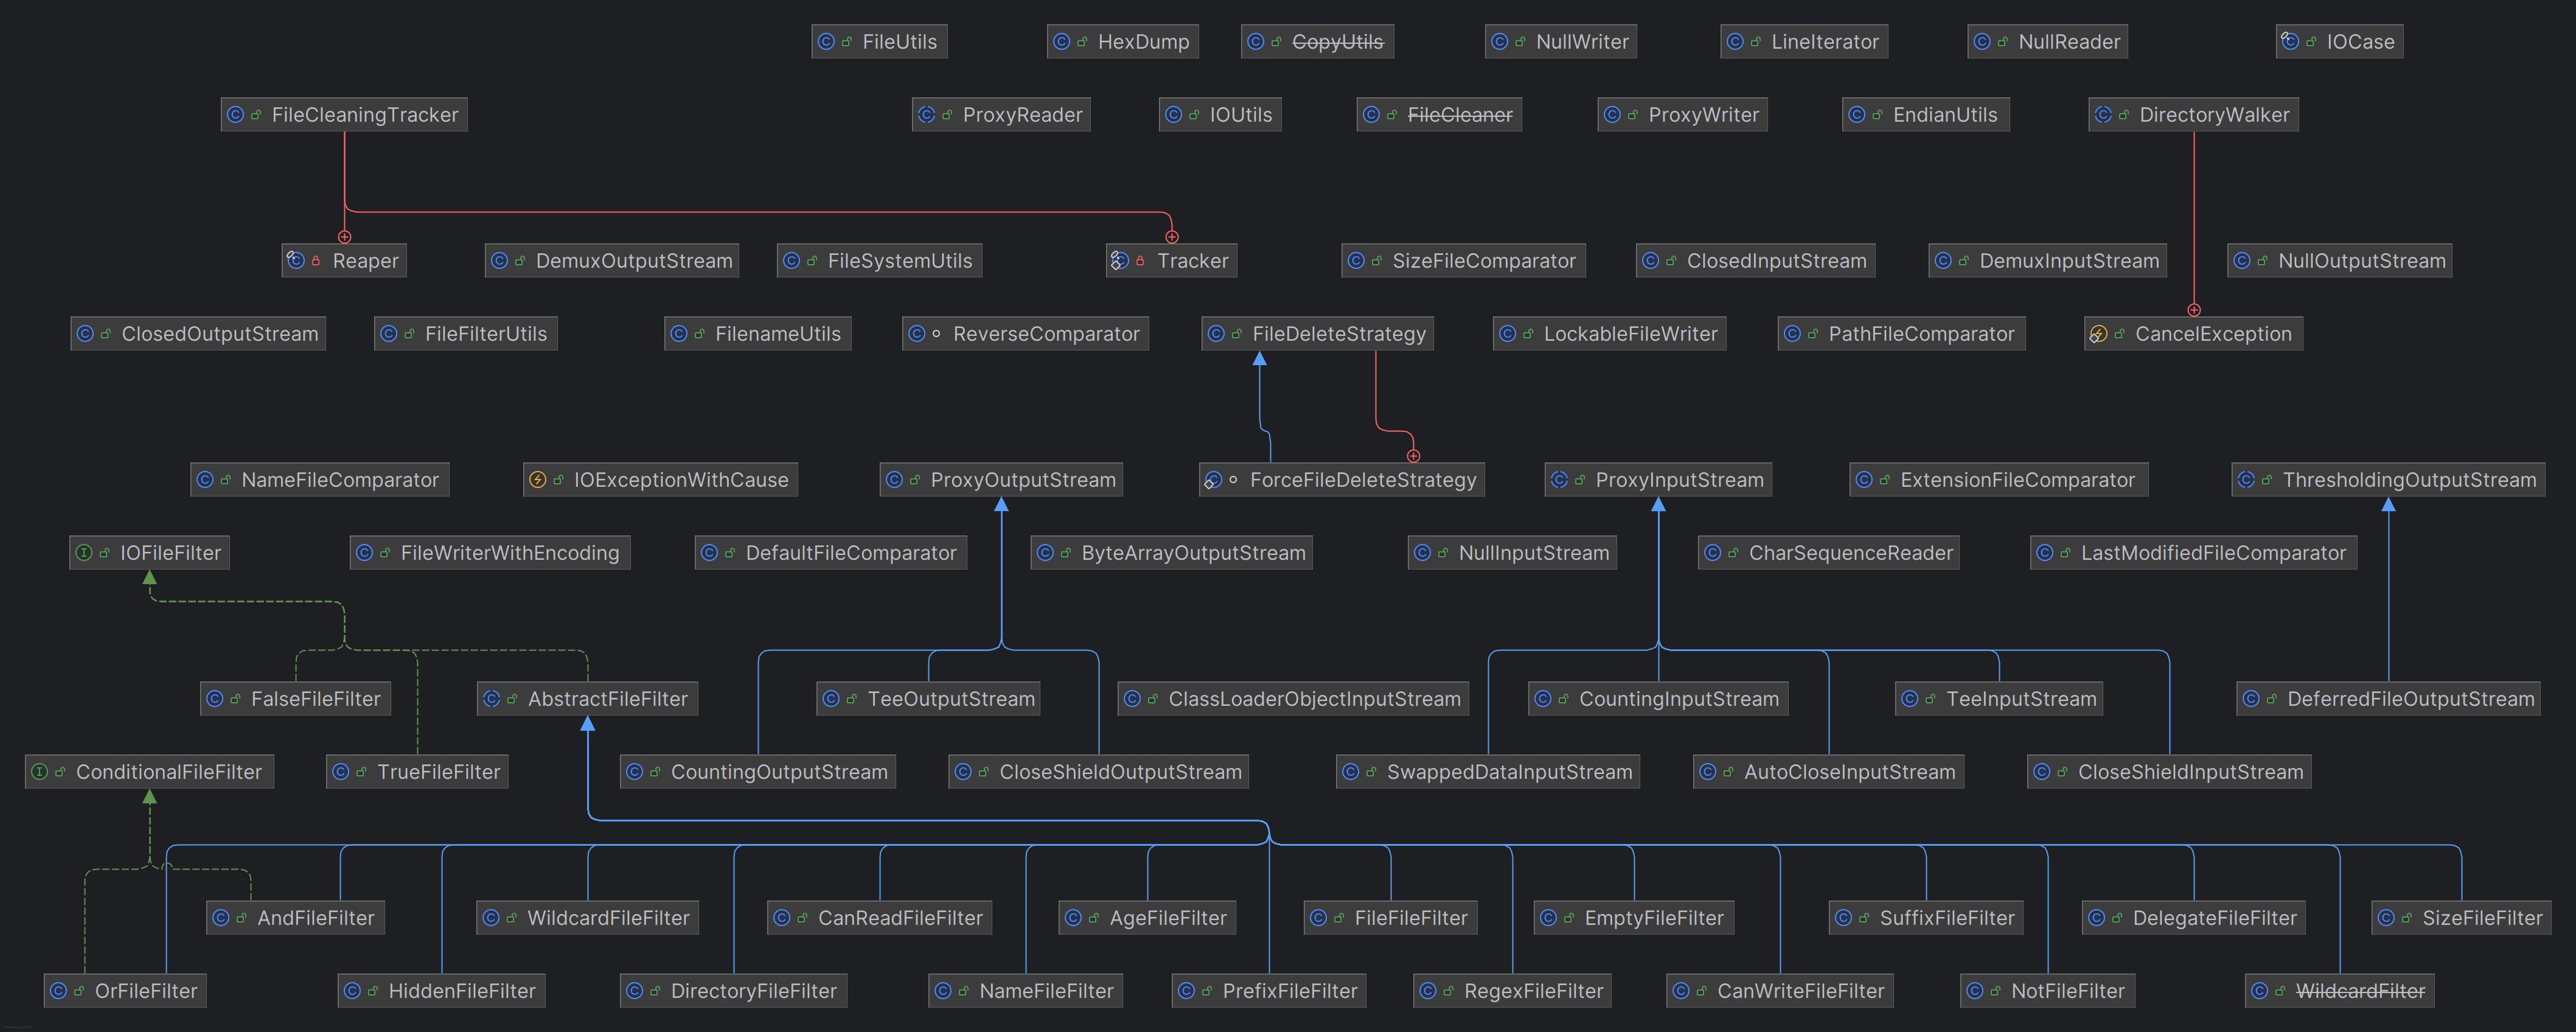 FileUtils
HexDump
CopyUtils
NullWriter
LineIterator
NullReader
IOCase
FileCleaningTracker
ProxyReader
IOUtils
FileCleaner
ProxyWriter
EndianUtils
DirectoryWalker
Reaper
DemuxOutputStream
FileSystemUtils
Tracker
SizeFileComparator
ClosedInputStream
DemuxInputStream
NullOutputStream
ClosedOutputStream
FileFilterUtils
FilenameUtils
ReverseComparator
FileDeleteStrategy
LockableFileWriter
PathFileComparator
CancelException
NameFileComparator
IOExceptionWithCause
ProxyOutputStream
ForceFileDeleteStrategy
ProxyInputStream
ExtensionFileComparator
ThresholdingOutputStream
IOFileFilter
FileWriterWithEncoding
DefaultFileComparator
ByteArrayOutputStream
NullInputStream
CharSequenceReader
LastModifiedFileComparator
FalseFileFilter
AbstractFileFilter
TeeOutputStream
ClassLoaderObjectInputStream
CountingInputStream
TeeInputStream
DeferredFileOutputStream
ConditionalFileFilter
TrueFileFilter
CountingOutputStream
CloseShieldOutputStream
SwappedDataInputStream
AutoCloseInputStream
CloseShieldInputStream
AndFileFilter
WildcardFileFilter
CanReadFileFilter
AgeFileFilter
FileFileFilter
EmptyFileFilter
SuffixFileFilter
DelegateFileFilter
SizeFileFilter
OrFileFilter
HiddenFileFilter
DirectoryFileFilter
NameFileFilter
PrefixFileFilter
RegexFileFilter
CanWriteFileFilter
NotFileFilter
WildcardFilter